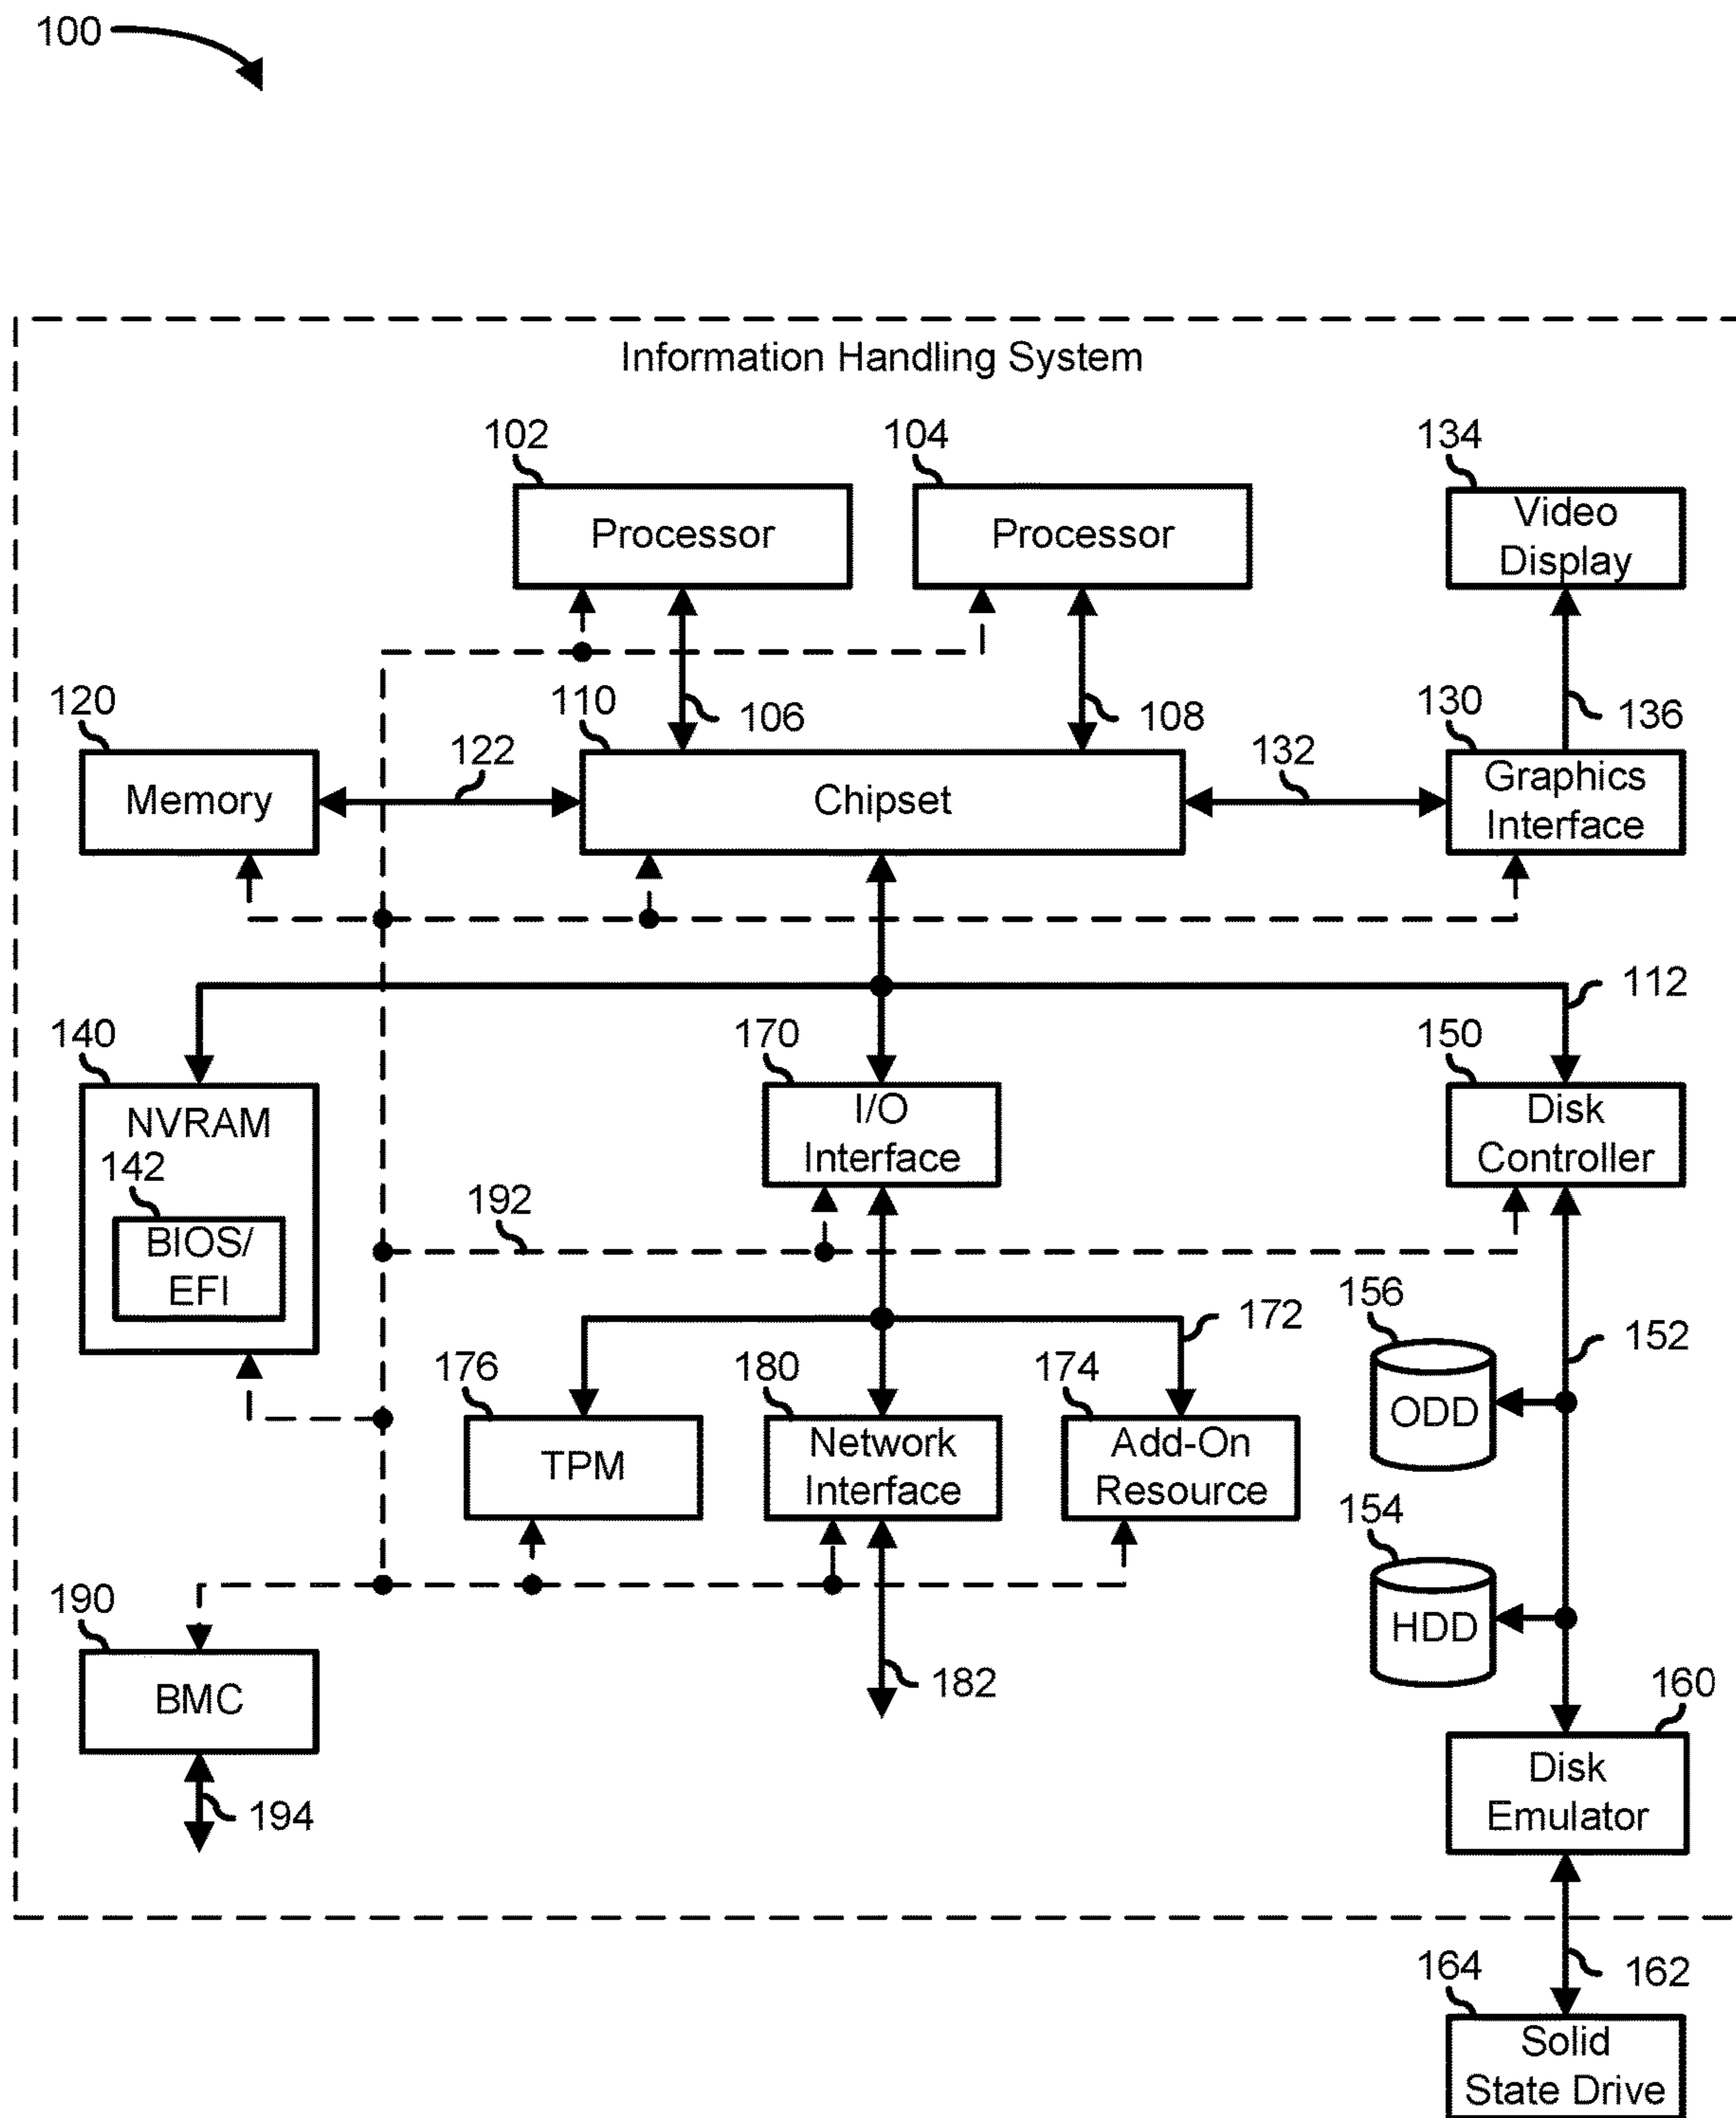 100
Information Handling System
102
104
134
Processor
Processor
Video
Display
120
110
106
108
130
136
122
132
Memory
Chipset
Graphics
Interface
112
140
170
150
NVRAM
I/O
Interface
Disk
Controller
142
BIOS/
EFI
192
156
172
152
176
180
174
ODD
TPM
Network
Interface
Add-On
Resource
154
HDD
190
182
160
BMC
Disk
Emulator
194
164
162
Solid
State Drive